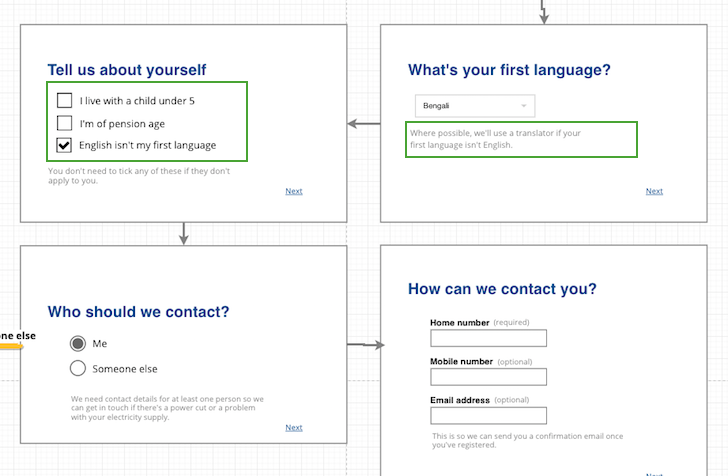 Tell us about yourself
I live with a child under 5
I'm of pension age
English isn't my first language
You don't need to tick any of these if they don't
apply to you.
Next
What's your first language?
Bengali
Where possible, we'll use a translator if your
first language isn't English.
Next
one else
Who should we contact?
Me
Someone else
We need contact details for at least one person so we
can get in touch if there's a power cut or a problem
with your electricity supply.
Next
How can we contact you?
Home number (required)
Mobile number (optional)
Email address (optional)
This is so we can send you a confirmation email once
you've registered.
Next